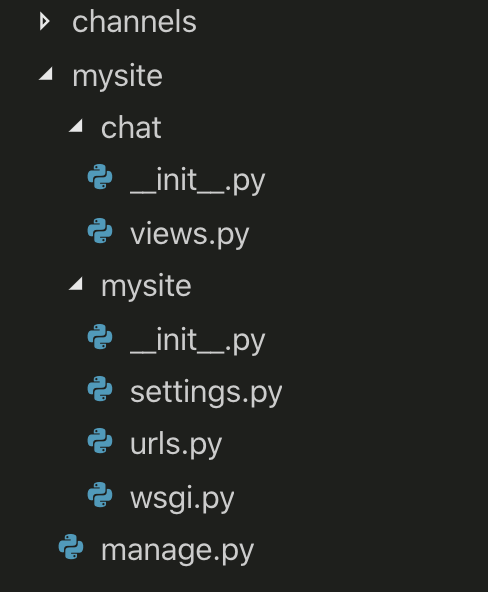 channels
mysite
chat
__init__.py
views.py
mysite
__init__.py
settings.py
urls.py
wsgi.py
manage.py